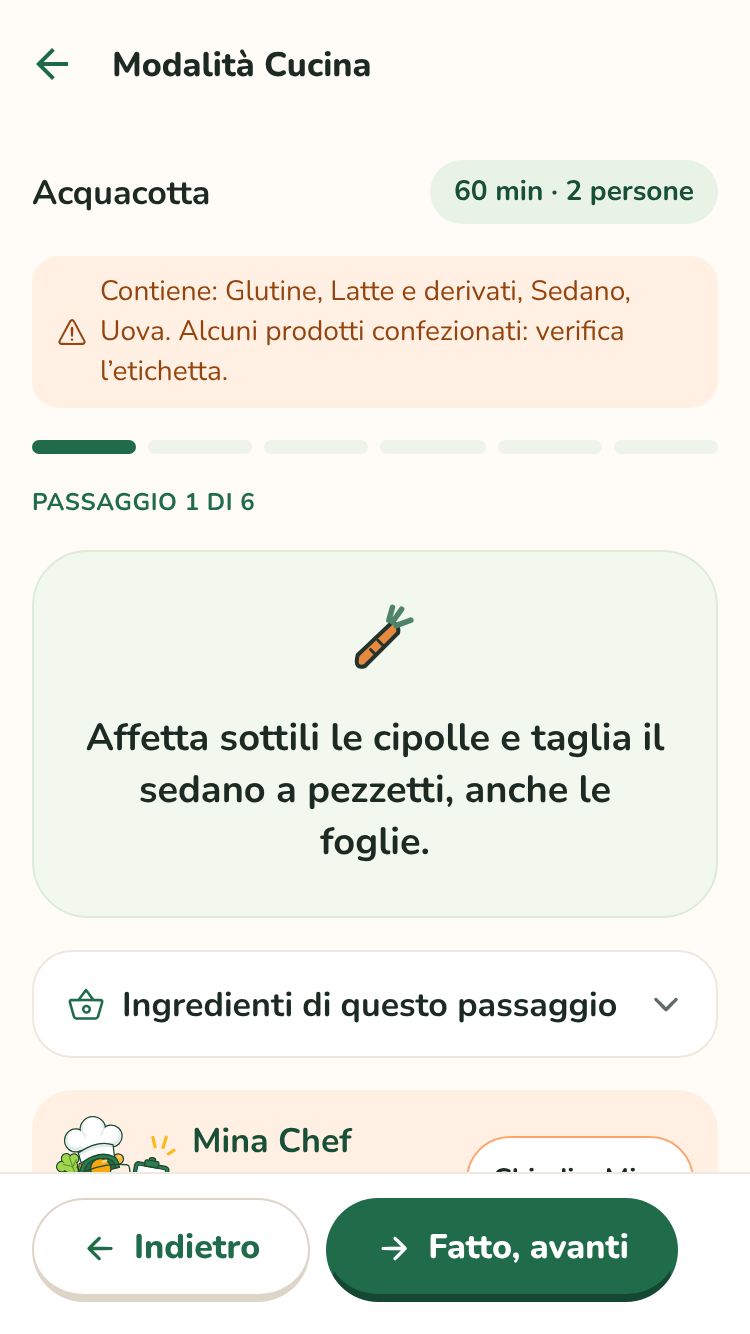 Modalità Cucina
Acquacotta
60 min · 2 persone
Contiene: Glutine, Latte e derivati, Sedano,
Uova. Alcuni prodotti confezionati: verifica
l’etichetta.
PASSAGGIO 1 DI 6
Affetta sottili le cipolle e taglia il
sedano a pezzetti, anche le
foglie.
Ingredienti di questo passaggio
Mina Chef
Indietro
Fatto, avanti